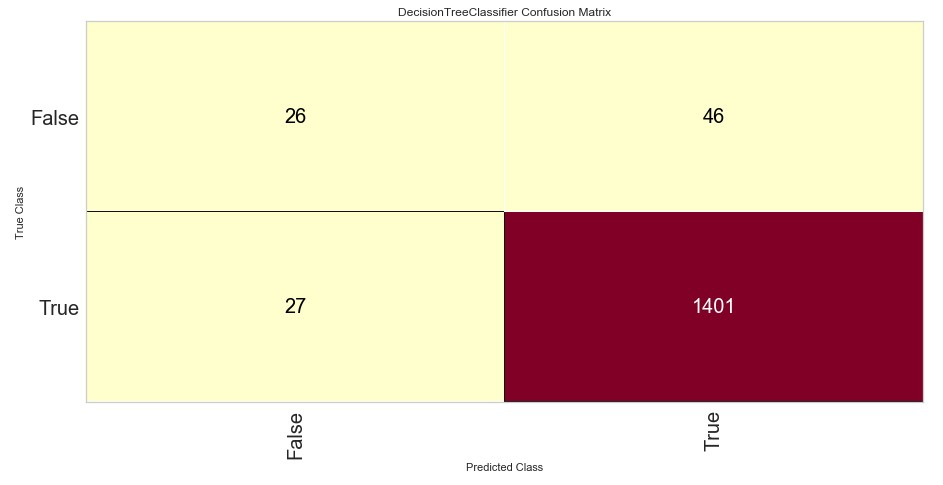 DecisionTreeClassifier Confusion Matrix
False
26
46
True Class
True
27
1401
False
True
Predicted Class